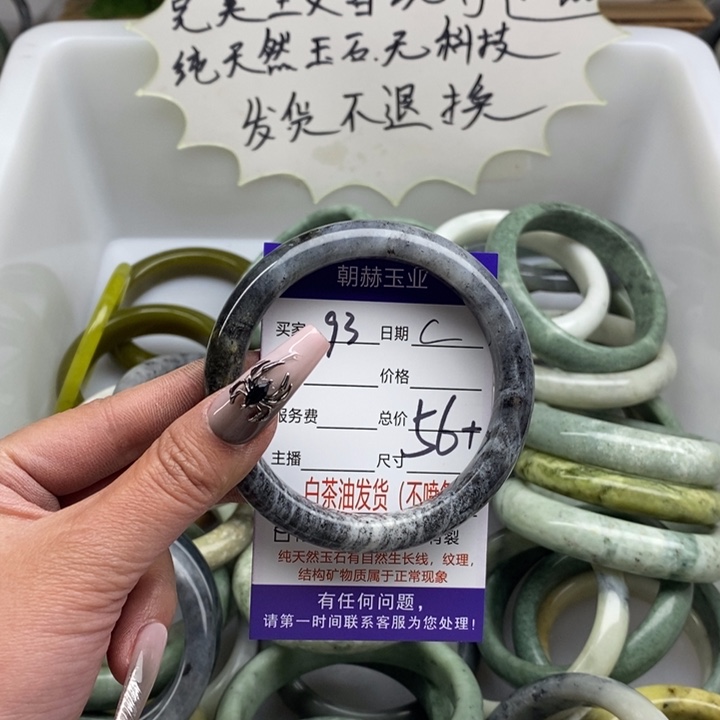 纯天然玉石.无科技
发货不退换
朝赫玉业
买家 93 日期 C
价格
服务费 总价 56+
主播 尺寸
白茶油发货（不喷
纯天然玉石有自然生长线，纹理，
结构矿物质属于正常现象
有任何问题，
请第一时间联系客服为您处理！